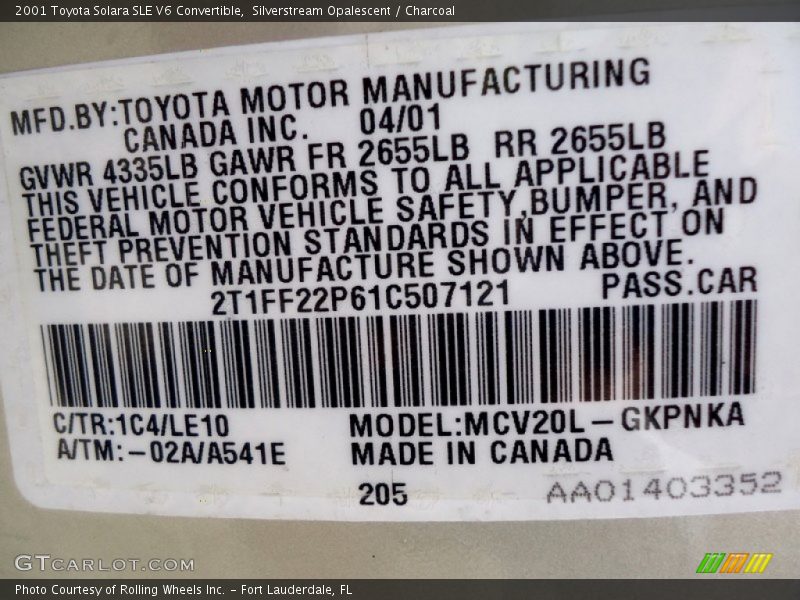 2001 Toyota Solara SLE V6 Convertible,  Silverstream Opalescent / Charcoal
MFD.BY:TOYOTA MOTOR MANUFACTURING
CANADA INC.   04/01
GVWR 4335LB GAWR FR 2655LB  RR 2655LB
THIS VEHICLE CONFORMS TO ALL APPLICABLE
FEDERAL MOTOR VEHICLE SAFETY,BUMPER, AND
THEFT PREVENTION STANDARDS IN EFFECT ON
THE DATE OF MANUFACTURE SHOWN ABOVE.
2T1FF22P61C507121   PASS.CAR
C/TR:1C4/LE10   MODEL:MCV20L–GKPNKA
A/TM:–02A/A541E   MADE IN CANADA
205   AA01403352
GTCARLOT.COM
Photo Courtesy of Rolling Wheels Inc. – Fort Lauderdale, FL